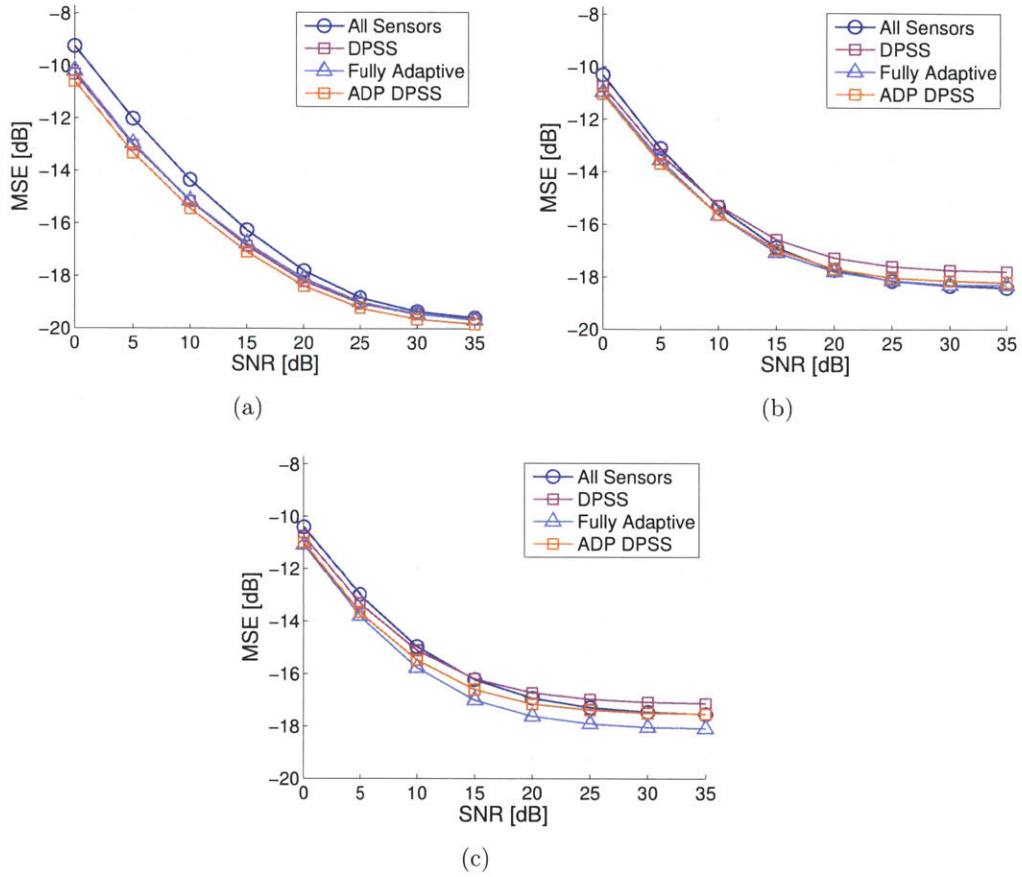 −8
−10
−12
−14
−16
−18
−20
MSE [dB]
0 5 10 15 20 25 30 35
SNR [dB]
All Sensors
DPSS
Fully Adaptive
ADP DPSS
(a)
−8
−10
−12
−14
−16
−18
−20
MSE [dB]
0 5 10 15 20 25 30 35
SNR [dB]
All Sensors
DPSS
Fully Adaptive
ADP DPSS
(b)
−8
−10
−12
−14
−16
−18
−20
MSE [dB]
0 5 10 15 20 25 30 35
SNR [dB]
All Sensors
DPSS
Fully Adaptive
ADP DPSS
(c)